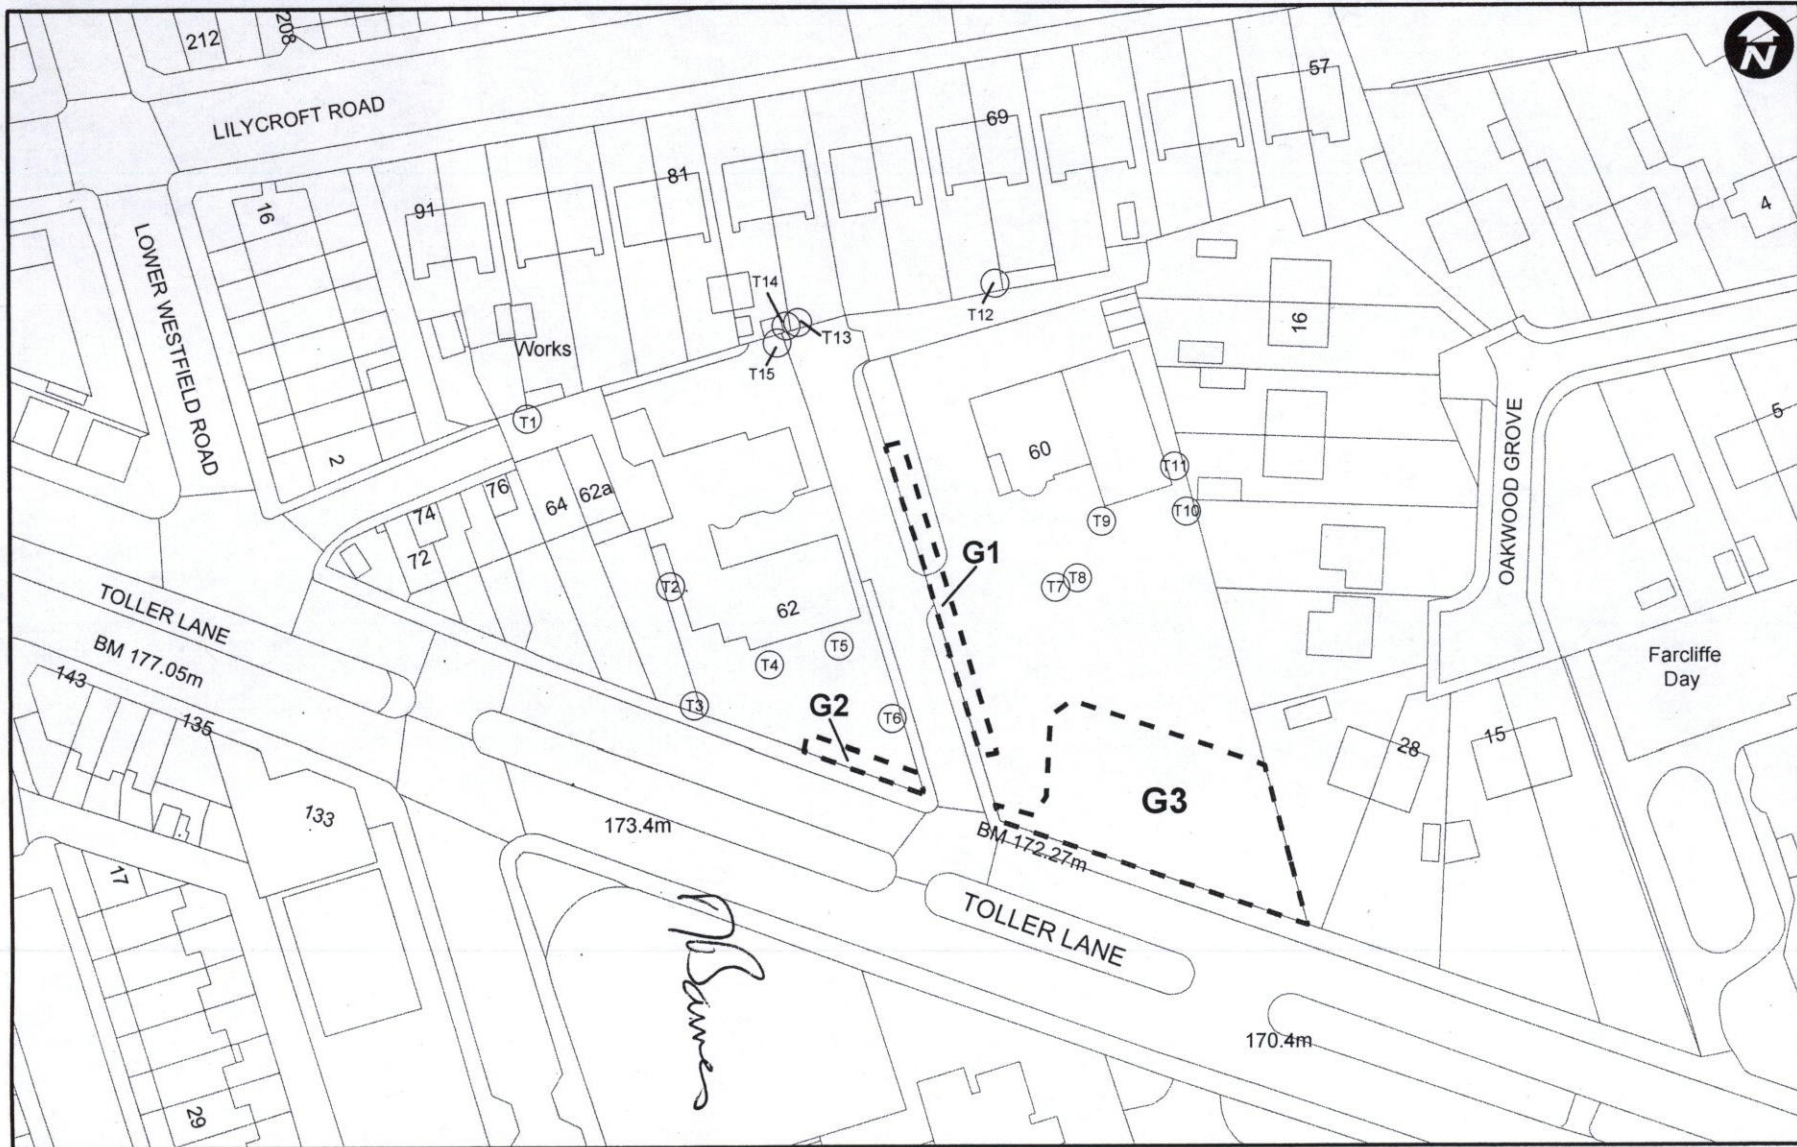 212
208
N
LILYCROFT ROAD
57
69
81
91
16
4
LOWER WESTFIELD ROAD
T14
T12
T13
T15
Works
16
T1
2
OAKWOOD GROVE
5
60
T11
76
62a
64
74
T10
T9
72
G1
T2
T7
T8
62
TOLLER LANE
BM 177.05m
T5
T4
Farcliffe
Day
143
135
T3
G2
T6
28
15
G3
133
173.4m
BM 172.27m
17
TOLLER LANE
170.4m
29